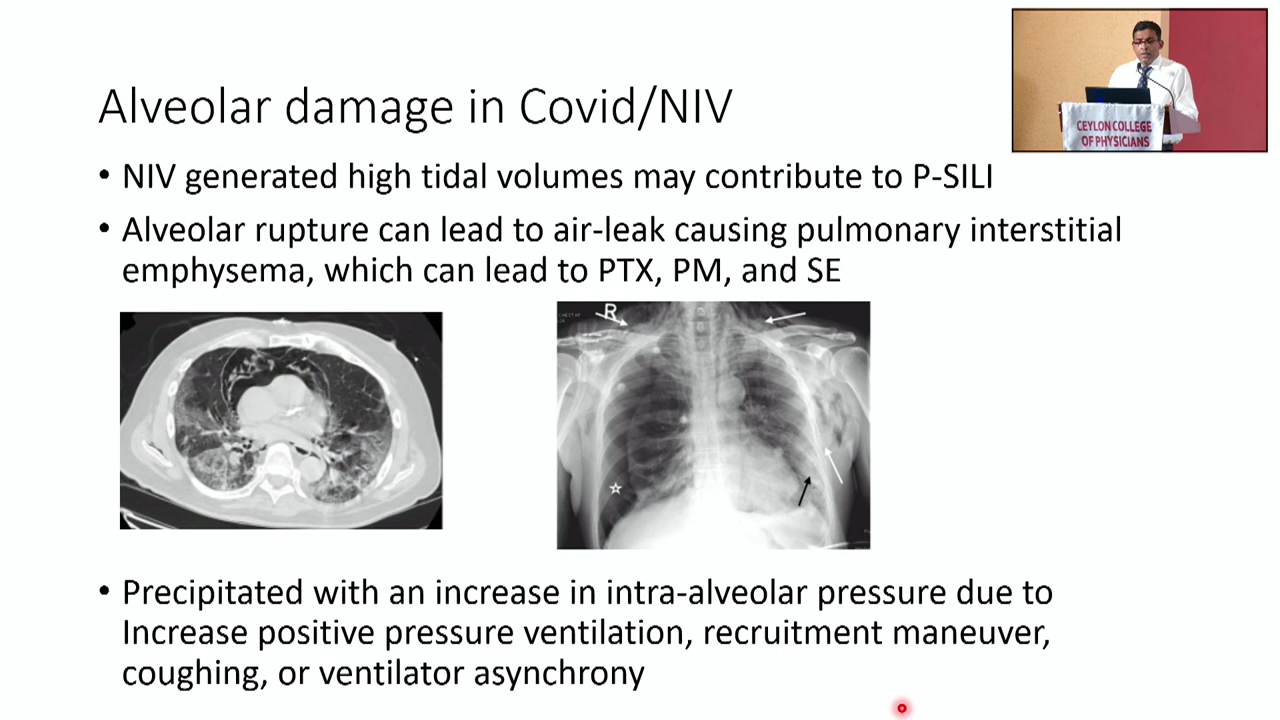 Alveolar damage in Covid/NIV
• NIV generated high tidal volumes may contribute to P-SILI
• Alveolar rupture can lead to air-leak causing pulmonary interstitial
emphysema, which can lead to PTX, PM, and SE
R
• Precipitated with an increase in intra-alveolar pressure due to
Increase positive pressure ventilation, recruitment maneuver,
coughing, or ventilator asynchrony
CEYLON COLLEGE
OF PHYSICIANS